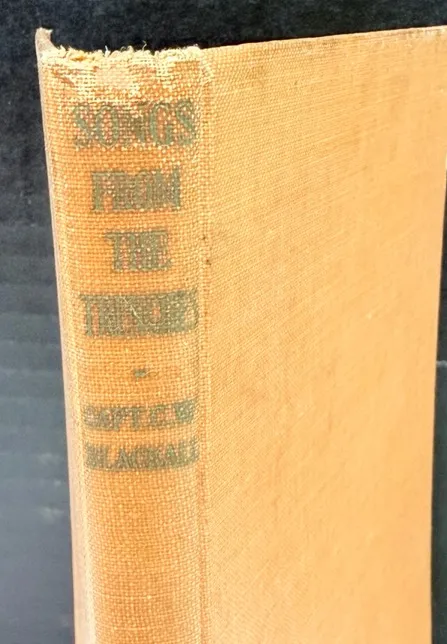 SONGS
FROM
THE
TRENCHES
-
CAPT. C. W.
BLACKALL